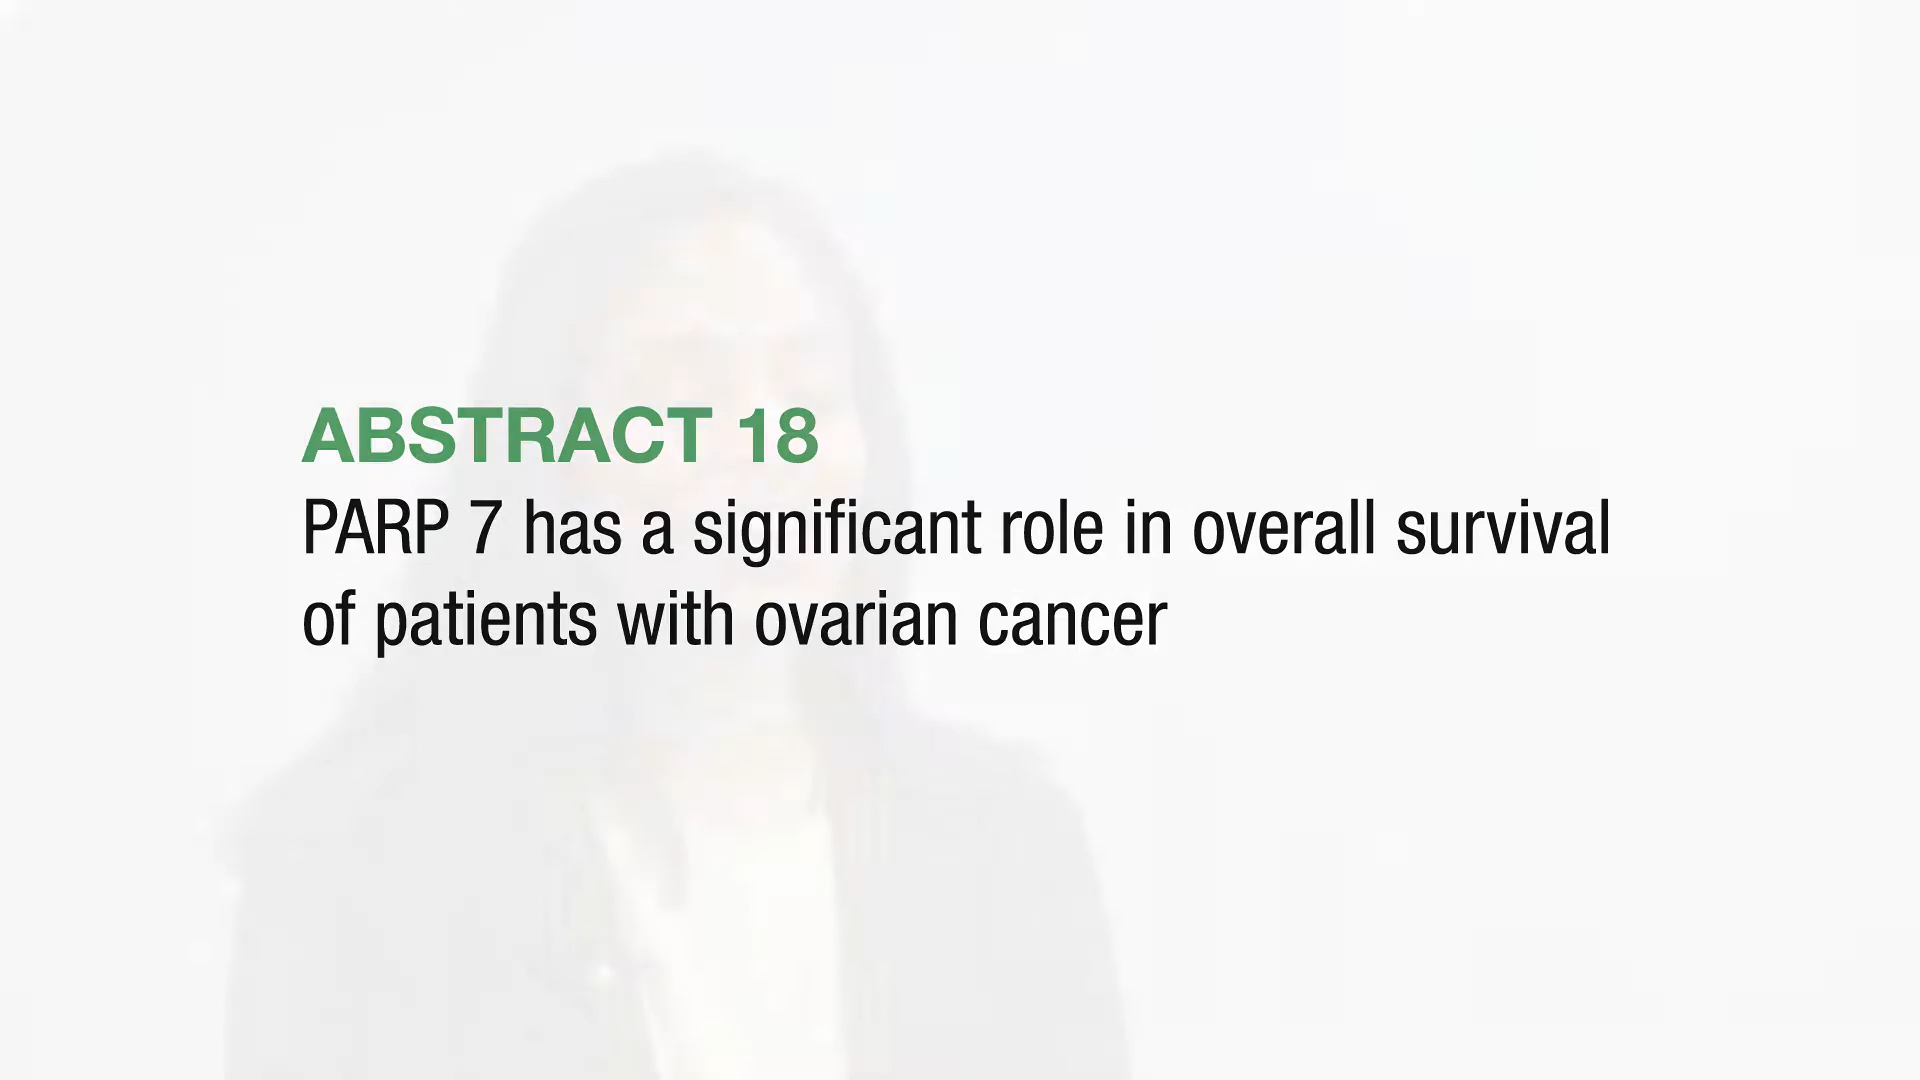 ABSTRACT 18
PARP 7 has a significant role in overall survival
of patients with ovarian cancer